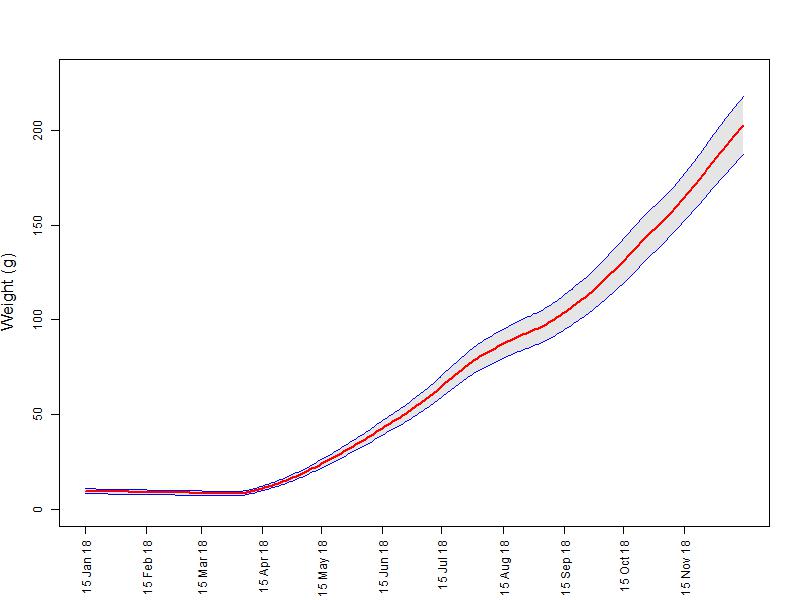 Weight (g)
200
150
100
50
0
15 Jan 18
15 Feb 18
15 Mar 18
15 Apr 18
15 May 18
15 Jun 18
15 Jul 18
15 Aug 18
15 Sep 18
15 Oct 18
15 Nov 18